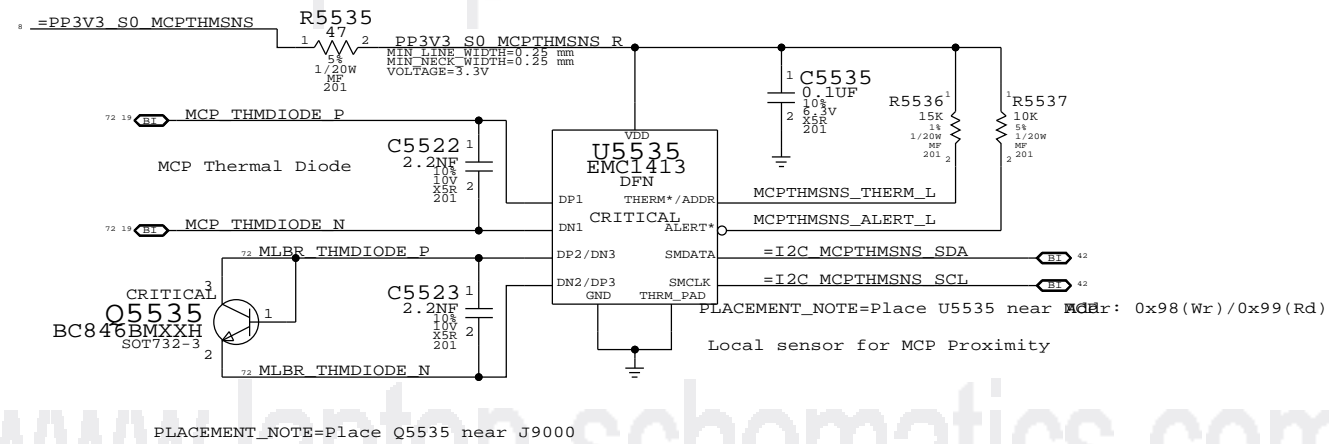 8 =PP3V3_S0_MCPTHMSNS
R5535
47
1 2
5%
1/20W
MF
201
PP3V3_S0_MCPTHMSNS_R
MIN_LINE_WIDTH=0.25 mm
MIN_NECK_WIDTH=0.25 mm
VOLTAGE=3.3V
1 C5535
0.1UF
10%
6.3V
2 X5R
201
R5536 1
15K
1%
1/20W
MF
201 2
1 R5537
10K
5%
1/20W
MF
2 201
72 19 BI MCP_THMDIODE_P
MCP Thermal Diode
C5522 1
2.2NF
10%
10V
X5R 2
201
72 19 BI MCP_THMDIODE_N
VDD
U5535
EMC1413
DFN
CRITICAL
DP1
DN1
DP2/DN3
DN2/DP3
THERM*/ADDR
ALERT*
SMDATA
SMCLK
GND THRM_PAD
MCPTHMSNS_THERM_L
MCPTHMSNS_ALERT_L
=I2C_MCPTHMSNS_SDA BI 42
=I2C_MCPTHMSNS_SCL BI 42
72 MLBR_THMDIODE_P
3
CRITICAL
Q5535
BC846BMXXH
SOT732-3
1
2
C5523 1
2.2NF
10%
10V
X5R 2
201
72 MLBR_THMDIODE_N
PLACEMENT_NOTE=Place U5535 near MCP
Addr: 0x98(Wr)/0x99(Rd)
Local sensor for MCP Proximity
PLACEMENT_NOTE=Place Q5535 near J9000
www.laptop-schematics.com